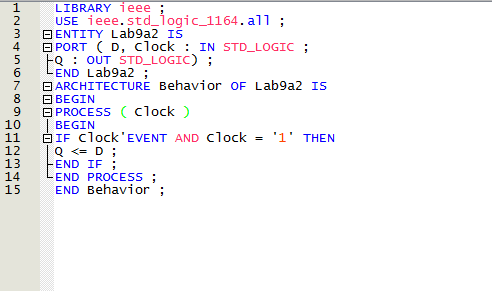 1 LIBRARY ieee ;
2 USE ieee.std_logic_1164.all ;
3 ENTITY Lab9a2 IS
4 PORT ( D, Clock : IN STD_LOGIC ;
5 Q : OUT STD_LOGIC) ;
6 END Lab9a2 ;
7 ARCHITECTURE Behavior OF Lab9a2 IS
8 BEGIN
9 PROCESS ( Clock )
10 BEGIN
11 IF Clock'EVENT AND Clock = '1' THEN
12 Q <= D ;
13 END IF ;
14 END PROCESS ;
15 END Behavior ;